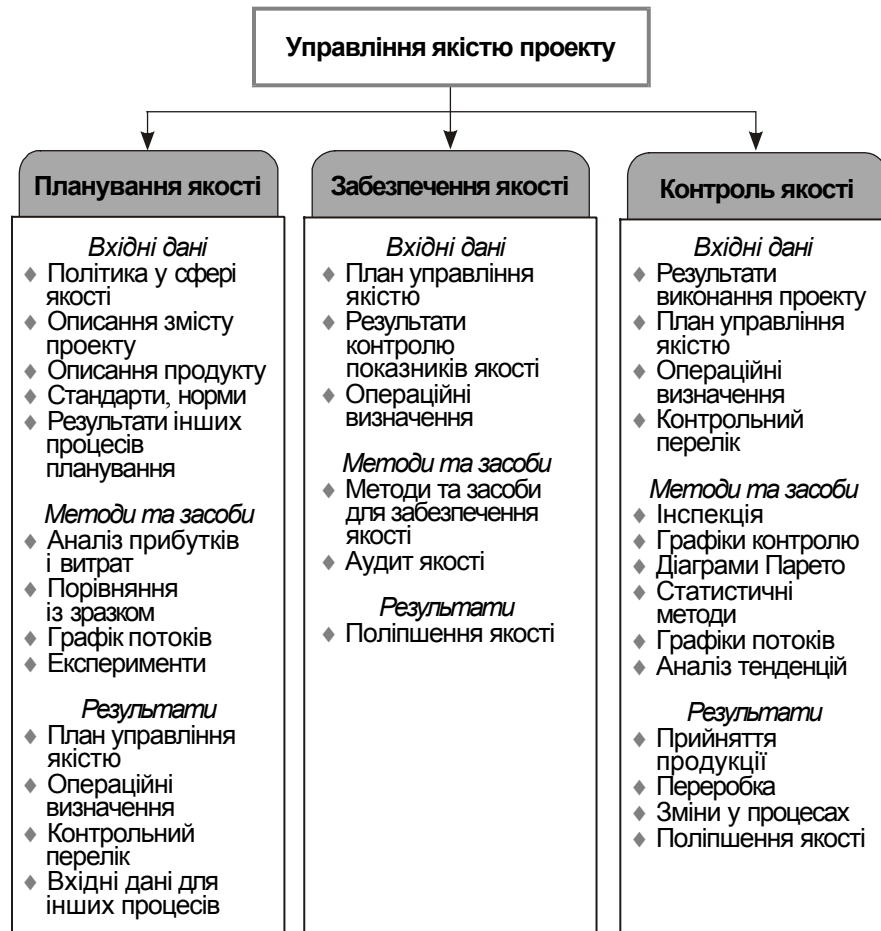 Управління якістю проекту
Планування якості
Вхідні дані
♦ Політика у сфері
якості
♦ Описання змісту
проекту
♦ Описання продукту
♦ Стандарти, норми
♦ Результати інших
процесів
планування
Методи та засоби
♦ Аналіз прибутків
і витрат
♦ Порівняння
із зразком
♦ Графік потоків
♦ Експерименти
Результати
♦ План управління
якістю
♦ Операційні
визначення
♦ Контрольний
перелік
♦ Вхідні дані для
інших процесів
Забезпечення якості
Вхідні дані
♦ План управління
якістю
♦ Результати
контролю
показників якості
♦ Операційні
визначення
Методи та засоби
♦ Методи та засоби
для забезпечення
якості
♦ Аудит якості
Результати
♦ Поліпшення якості
Контроль якості
Вхідні дані
♦ Результати
виконання проекту
♦ План управління
якістю
♦ Операційні
визначення
♦ Контрольний
перелік
Методи та засоби
♦ Інспекція
♦ Графіки контролю
♦ Діаграми Парето
♦ Статистичні
методи
♦ Графіки потоків
♦ Аналіз тенденцій
Результати
♦ Прийняття
продукції
♦ Переробка
♦ Зміни у процесах
♦ Поліпшення якості